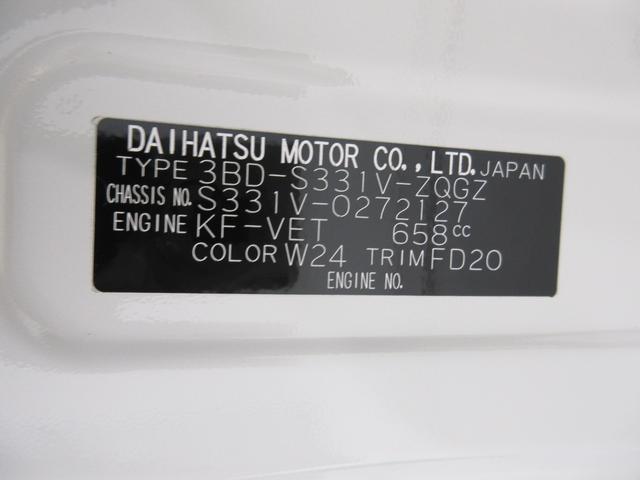 DAIHATSU MOTOR CO., LTD. JAPAN
TYPE 3BD-S331V-ZQGZ
CHASSIS NO. S331V-0272127
ENGINE KF-VET 658cc
COLOR W24 TRIM FD20
ENGINE NO.